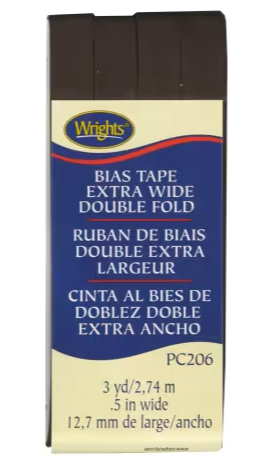 Wrights®
BIAS TAPE
EXTRA WIDE
DOUBLE FOLD
RUBAN DE BIAIS
DOUBLE EXTRA
LARGEUR
CINTA AL BIES DE
DOBLEZ DOBLE
EXTRA ANCHO
PC206
3 yd/2,74 m
.5 in wide
12,7 mm de large/ancho